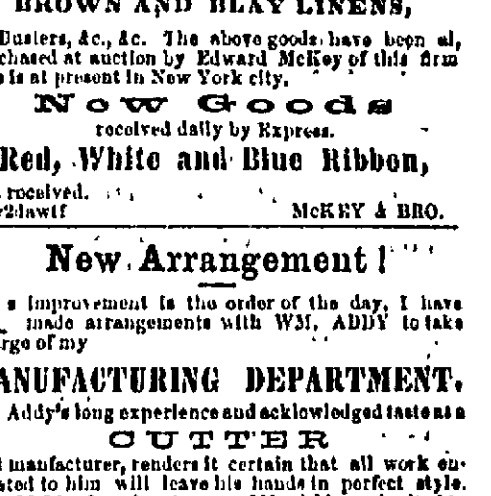 BROWN AND BLAY LINENS,
Dusters, &c., &c. The above goods have been al,
chased at auction by Edward McKey of this firm
is at present in New York city.
New Goods
received daily by Express.
Red, White and Blue Ribbon,
received.
2dawtf McKEY & BRO.
New Arrangement!
s improvement is the order of the day, I have
made arrangements with WM. ADDY to take
rge of my
ANUFACTURING DEPARTMENT.
Addy's long experience and acklowledged taste as a
CUTTER
manfacturer, renders it certain that all work en-
ated to him will leave his hands in perfect style.